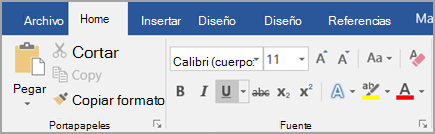 Archivo Home Insertar Diseño Diseño Referencias Ma
Cortar Calibri (cuerpo: 11 A A Aa A
Copy
Pegar Copiar formato B I U abc x₂ x² A ab A
Portapapeles Fuente